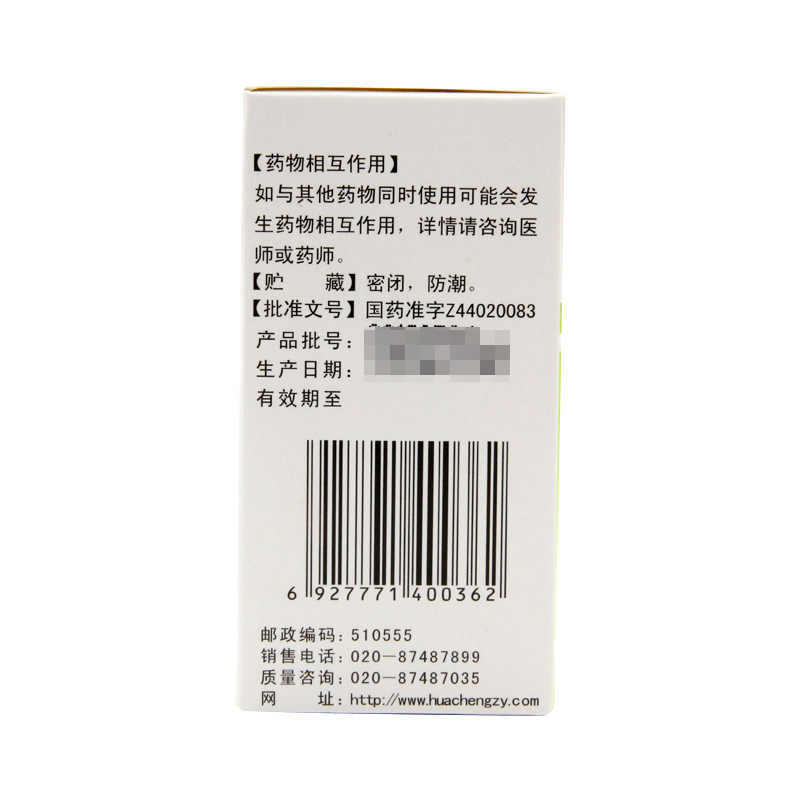 【药物相互作用】
如与其他药物同时使用可能会发
生药物相互作用，详情请咨询医
师或药师。
【贮　　藏】密闭，防潮。
【批准文号】国药准字Z44020083
产品批号：
生产日期：
有效期至
6 927771 400362
邮政编码：510555
销售电话：020-87487899
质量咨询：020-87487035
网　　址：http://www.huachengzy.com